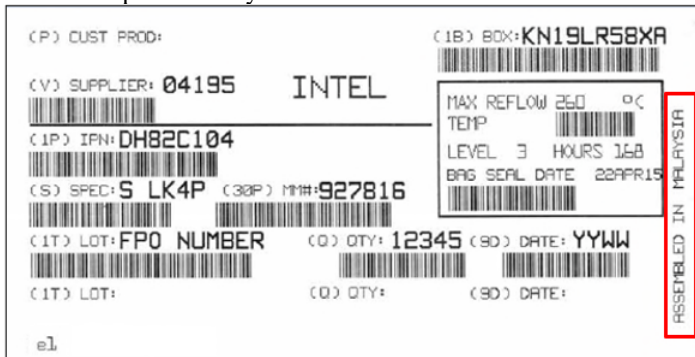 (P) CUST PROD:
(1B) BOX:KN19LR58XA
(V) SUPPLIER: 04195
INTEL
MAX REFLOW 260 °C
TEMP
(1P) IPN:DH82C104
LEVEL 3 HOURS 168
BAG SEAL DATE 22APR15
(S) SPEC:S LK4P (30P) MM#:927816
(1T) LOT:FPO NUMBER (Q) QTY: 12345 (9D) DATE: YYWW
(1T) LOT: (Q) QTY: (9D) DATE:
el
ASSEMBLED IN MALAYSIA